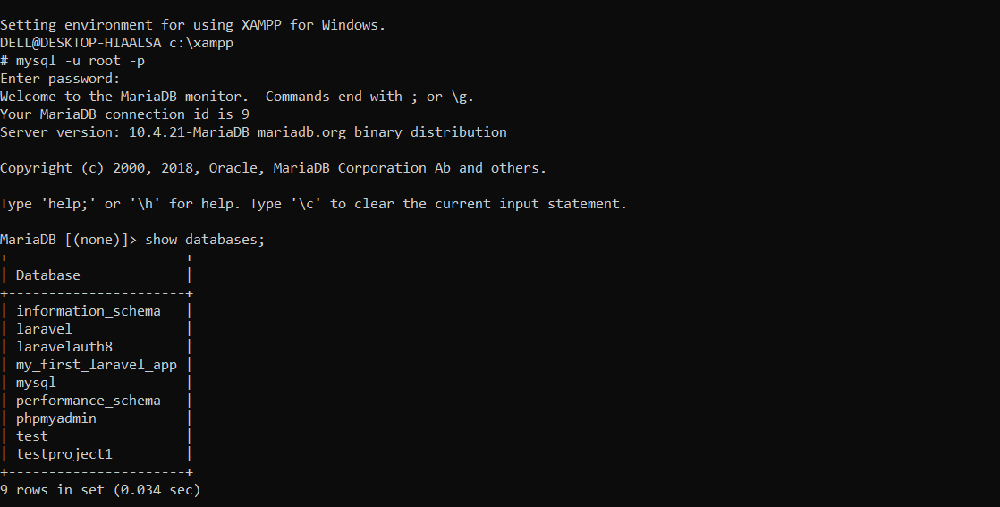 Setting environment for using XAMPP for Windows.
DELL@DESKTOP-HIAALSA c:\xampp
# mysql -u root -p
Enter password:
Welcome to the MariaDB monitor.  Commands end with ; or \g.
Your MariaDB connection id is 9
Server version: 10.4.21-MariaDB mariadb.org binary distribution

Copyright (c) 2000, 2018, Oracle, MariaDB Corporation Ab and others.

Type 'help;' or '\h' for help. Type '\c' to clear the current input statement.

MariaDB [(none)]> show databases;
+----------------------+
| Database             |
+----------------------+
| information_schema   |
| laravel              |
| laravelauth8         |
| my_first_laravel_app |
| mysql                |
| performance_schema   |
| phpmyadmin           |
| test                 |
| testproject1         |
+----------------------+
9 rows in set (0.034 sec)